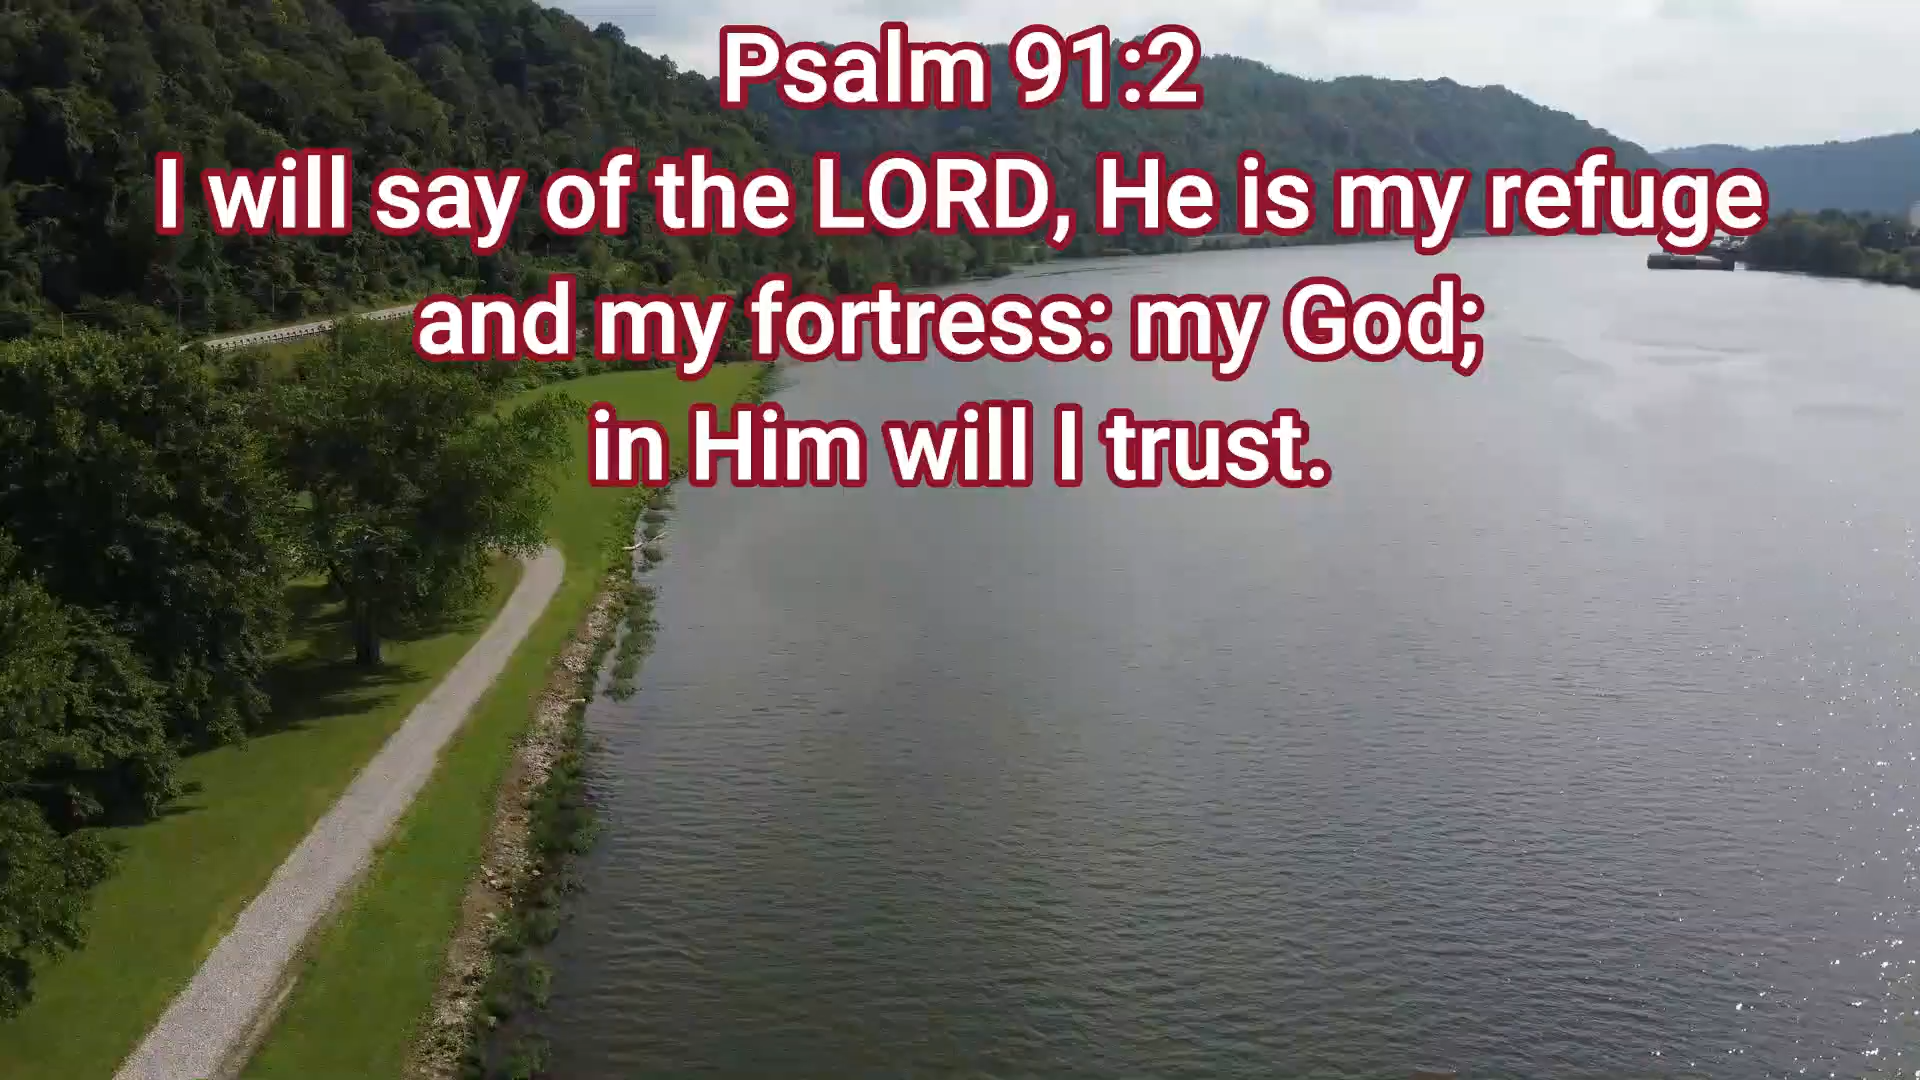 Psalm 91:2
I will say of the LORD, He is my refuge
and my fortress: my God;
in Him will I trust.